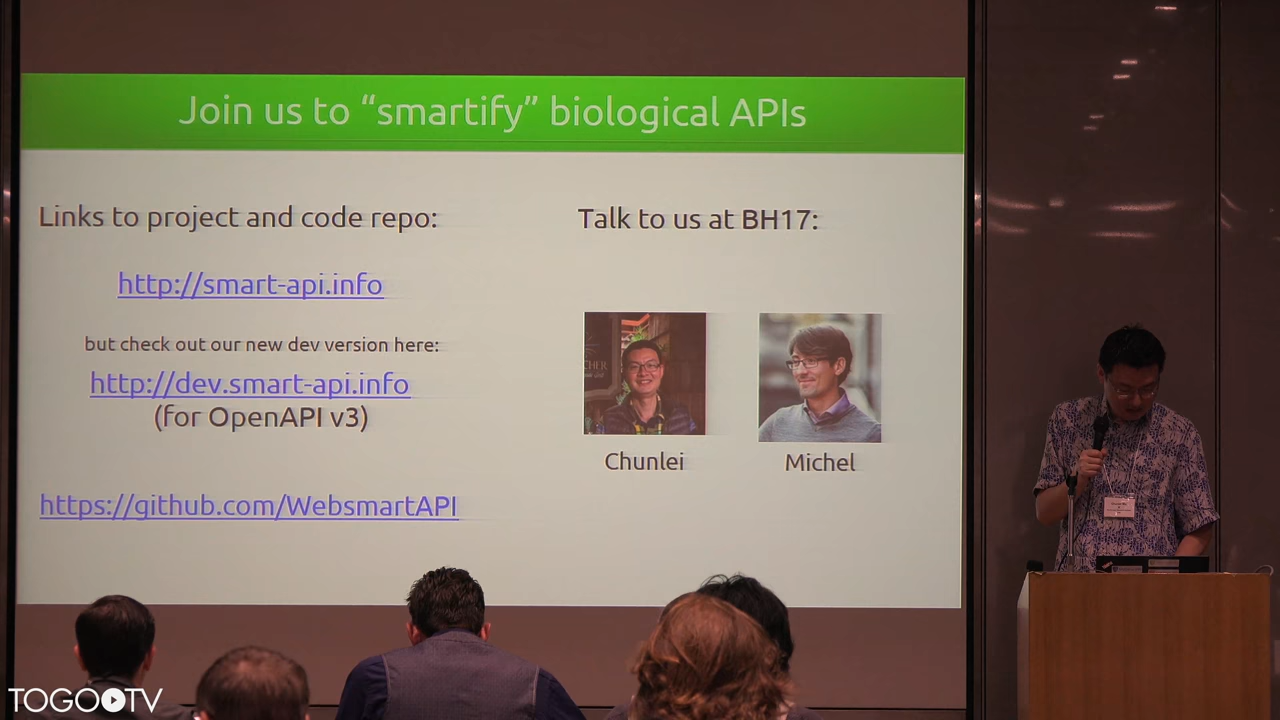 Join us to “smartify” biological APIs
Links to project and code repo:
http://smart-api.info
but check out our new dev version here:
http://dev.smart-api.info
(for OpenAPI v3)
https://github.com/WebsmartAPI
Talk to us at BH17:
CHER
Chunlei
Michel
TOGOTV